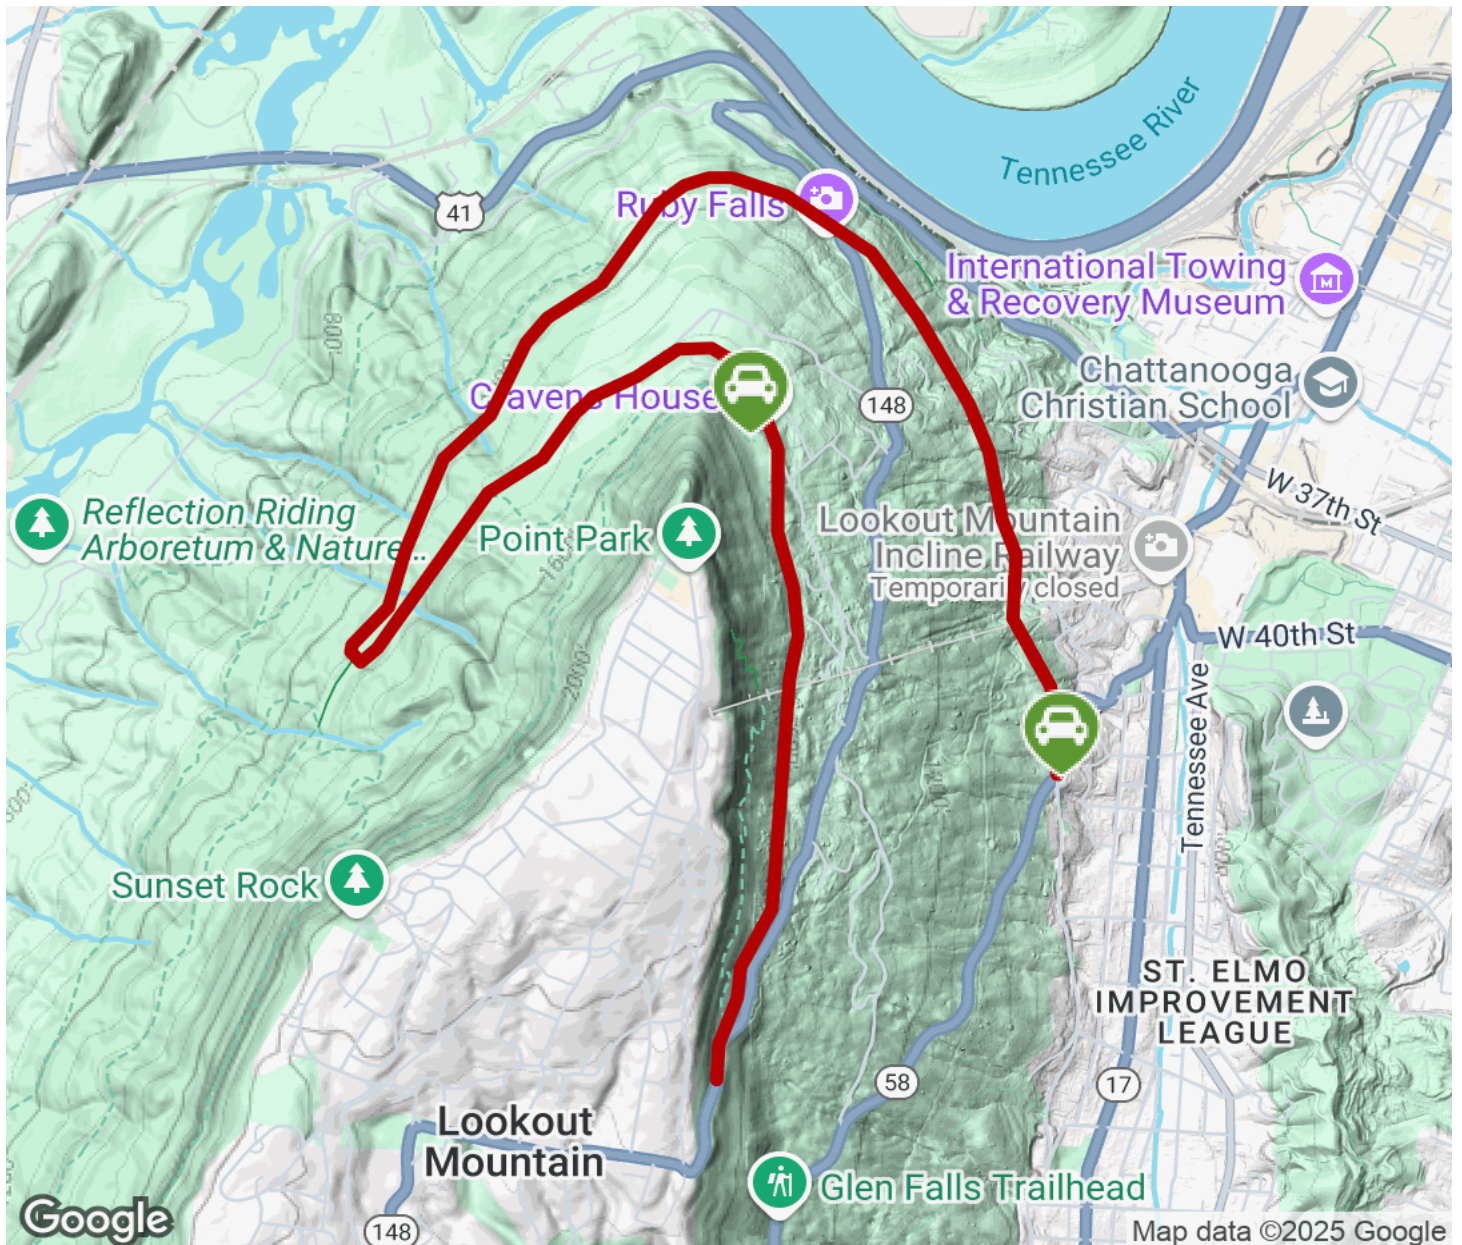 Tennessee River
41
Ruby Falls
International Towing
& Recovery Museum
Chattanooga
Christian School
148
800'
Cravens House
W 37th St
Reflection Riding
Arboretum & Nature...
Point Park
Lookout Mountain
Incline Railway
Temporarily closed
W 40th St
2000'
Tennessee Ave
Sunset Rock
ST. ELMO
IMPROVEMENT
LEAGUE
58
17
Lookout
Mountain
Glen Falls Trailhead
148
Google
Map data ©2025 Google